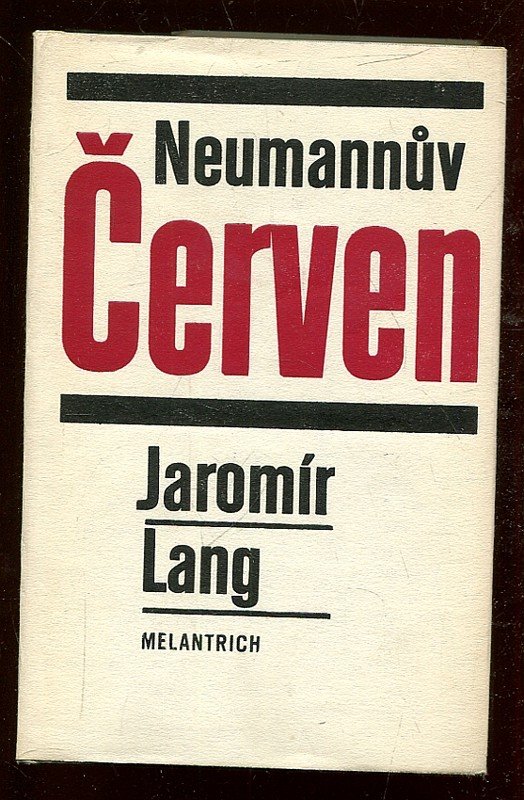 Neumannův
Červen
Jaromír
Lang
MELANTRICH